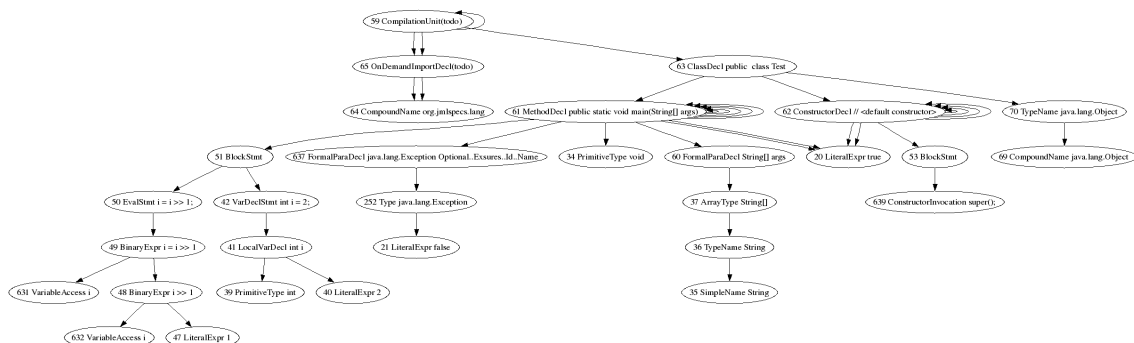 59 CompilationUnit(todo)
65 OnDemandImportDecl(todo)
63 ClassDecl public class Test
64 CompoundName org.jmlspecs.lang
61 MethodDecl public static void main(String[] args)
62 ConstructorDecl // <default constructor>
70 TypeName java.lang.Object
51 BlockStmt
637 FormalParaDecl java.lang.Exception Optional..Exsures..Id..Name
34 PrimitiveType void
60 FormalParaDecl String[] args
20 LiteralExpr true
53 BlockStmt
69 CompoundName java.lang.Object
50 EvalStmt i = i >> 1;
42 VarDeclStmt int i = 2;
252 Type java.lang.Exception
37 ArrayType String[]
639 ConstructorInvocation super();
49 BinaryExpr i = i >> 1
41 LocalVarDecl int i
21 LiteralExpr false
36 TypeName String
631 VariableAccess i
48 BinaryExpr i >> 1
39 PrimitiveType int
40 LiteralExpr 2
35 SimpleName String
632 VariableAccess i
47 LiteralExpr 1